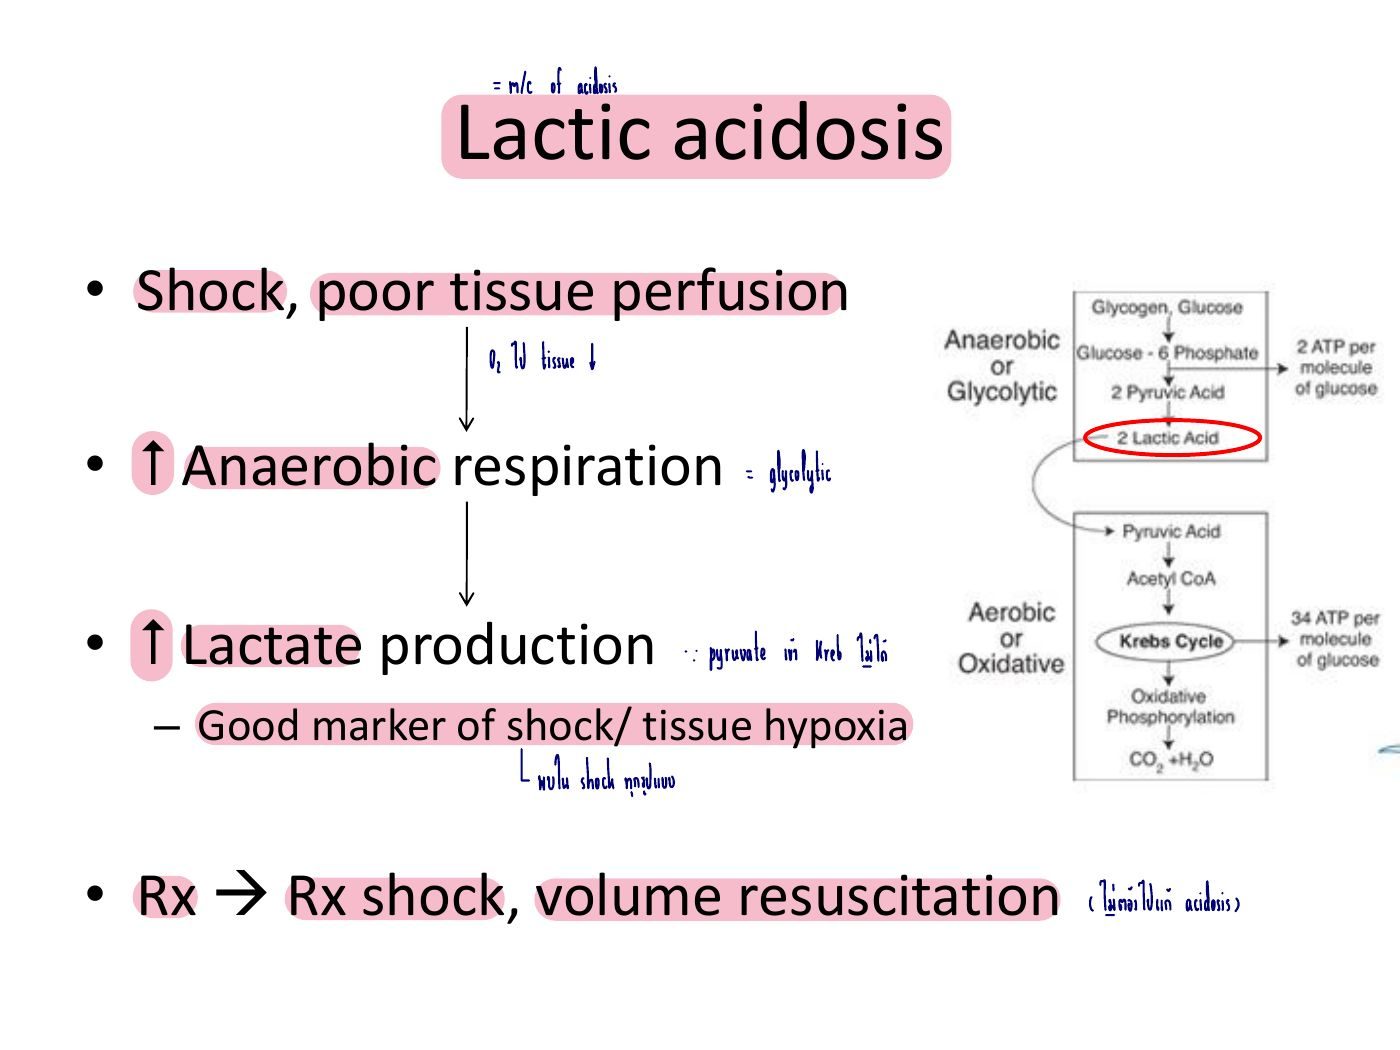 = m/c of acidosis
Lactic acidosis
• Shock, poor tissue perfusion
O₂ ไป tissue ↓
• ↑ Anaerobic respiration = glycolytic
• ↑ Lactate production ∵ pyruvate เข้า Kreb ไม่ได้
– Good marker of shock/ tissue hypoxia
พบใน shock ทุกรูปแบบ
• Rx → Rx shock, volume resuscitation (ไม่ต้องไปแก้ acidosis)
Anaerobic
or
Glycolytic
Glycogen, Glucose
Glucose - 6 Phosphate
2 Pyruvic Acid
2 Lactic Acid
2 ATP per
molecule
of glucose
Aerobic
or
Oxidative
Pyruvic Acid
Acetyl CoA
Krebs Cycle
Oxidative
Phosphorylation
CO₂ +H₂O
34 ATP per
molecule
of glucose